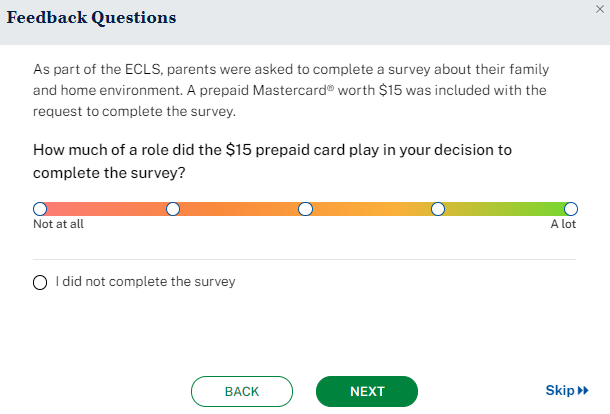 Feedback Questions
×
As part of the ECLS, parents were asked to complete a survey about their family
and home environment. A prepaid Mastercard® worth $15 was included with the
request to complete the survey.
How much of a role did the $15 prepaid card play in your decision to
complete the survey?
Not at all
A lot
I did not complete the survey
BACK
NEXT
Skip